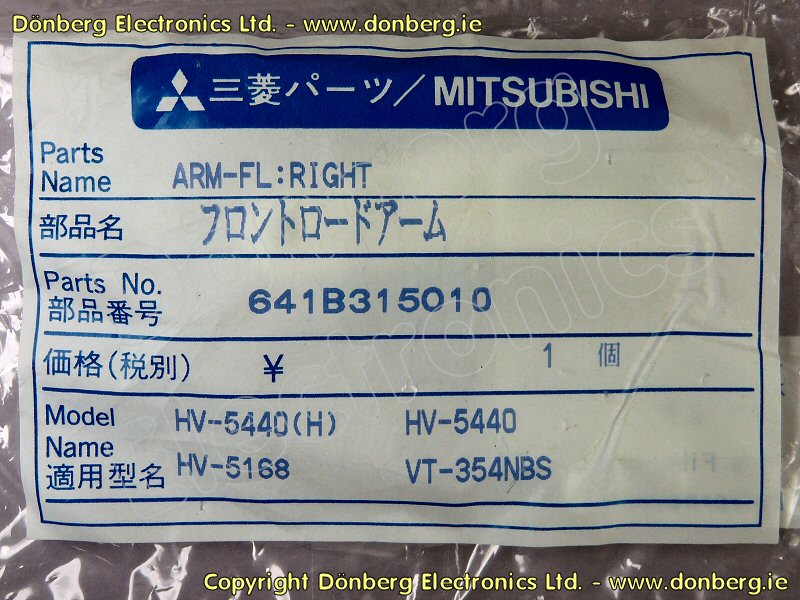 Dönberg Electronics Ltd. - www.donberg.ie
三菱パーツ/MITSUBISHI
Parts Name ARM-FL:RIGHT
部品名 フロントロードアーム
Parts No. 部品番号 641B315010
価格(税別) ¥ 1 個
Model Name HV-5440(H) HV-5440
適用型名 HV-5168 VT-354NBS
Copyright Dönberg Electronics Ltd. - www.donberg.ie